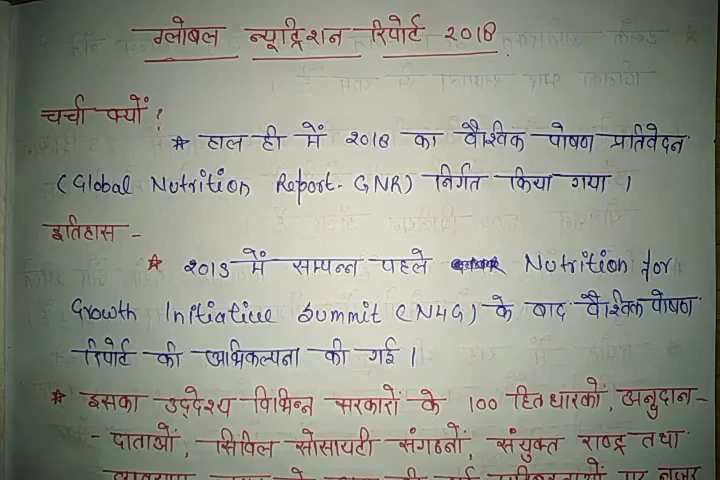 ग्लोबल न्यूट्रिशन रिपोर्ट 2018
चर्चा क्यों?
* हाल ही में 2018 का वैश्विक पोषण प्रतिवेदन
(Global Nutrition Report- GNR) निर्गत किया गया।
इतिहास -
* 2013 में सम्पन्न पहले Nutrition for
Growth Initiative Summit (N4G) के बाद वैश्विक पोषण
रिपोर्ट की अभिकल्पना की गई।
* इसका उद्देश्य विभिन्न सरकारों के 100 हितधारकों, अनुदान-
- दाताओं, सिविल सोसायटी संगठनों, संयुक्त राष्ट्र तथा